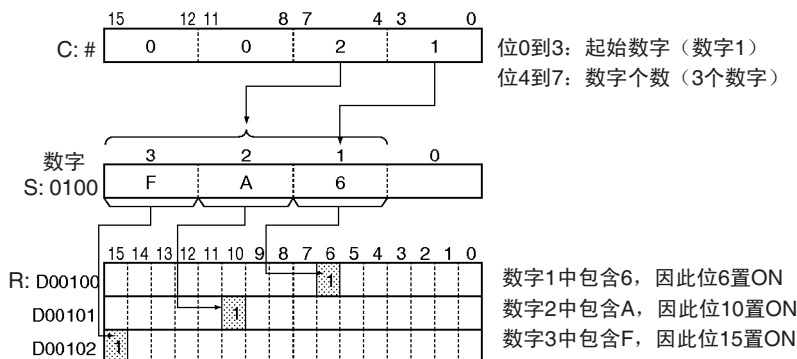 15 12 11 8 7 4 3 0
C: # 0 0 2 1
位0到3：起始数字（数字1）
位4到7：数字个数（3个数字）
数字 3 2 1 0
S: 0100 F A 6
15 14 13 12 11 10 9 8 7 6 5 4 3 2 1 0
R: D00100 1 数字1中包含6，因此位6置ON
D00101 1 数字2中包含A，因此位10置ON
D00102 1 数字3中包含F，因此位15置ON